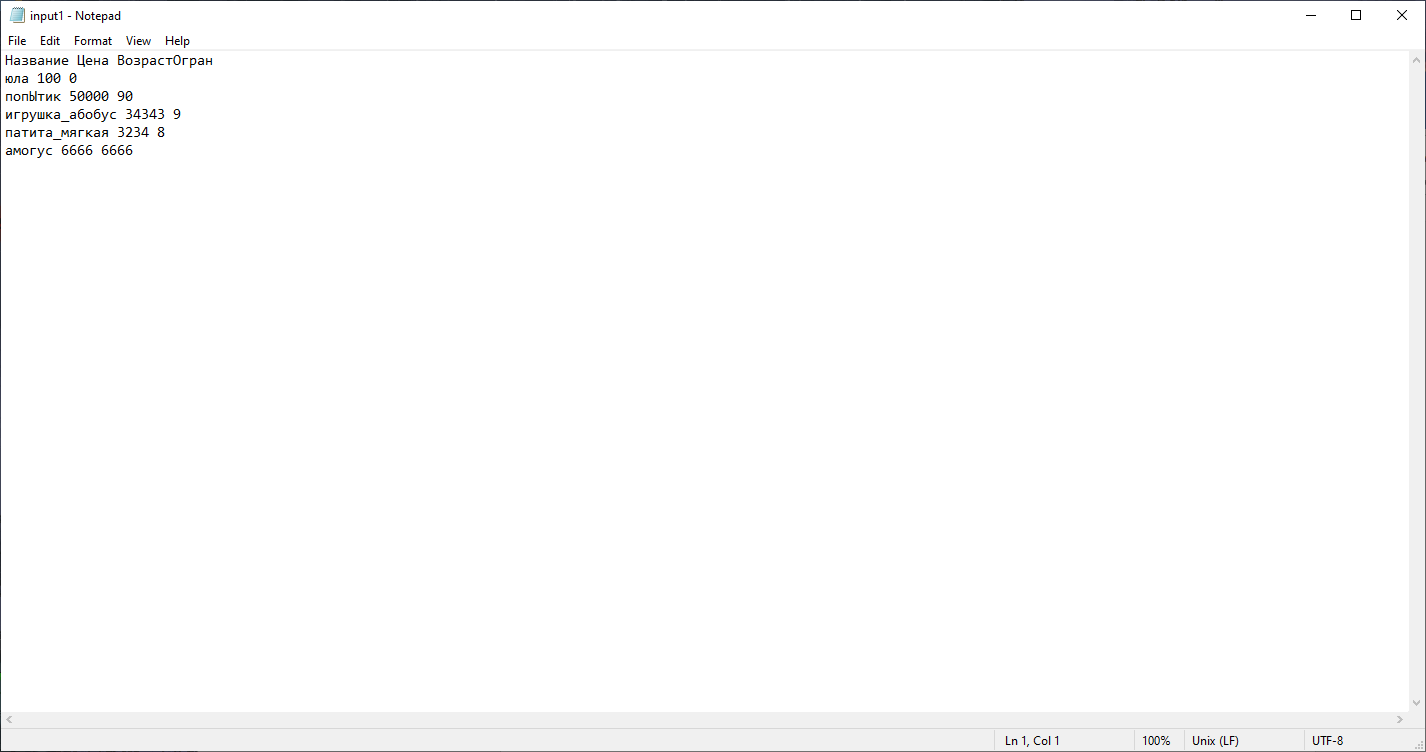 input1 - Notepad
File Edit Format View Help
Название Цена ВозрастОгран
юла 100 0
попЫтик 50000 90
игрушка_абобус 34343 9
патита_мягкая 3234 8
амогус 6666 6666
Ln 1, Col 1 100% Unix (LF) UTF-8